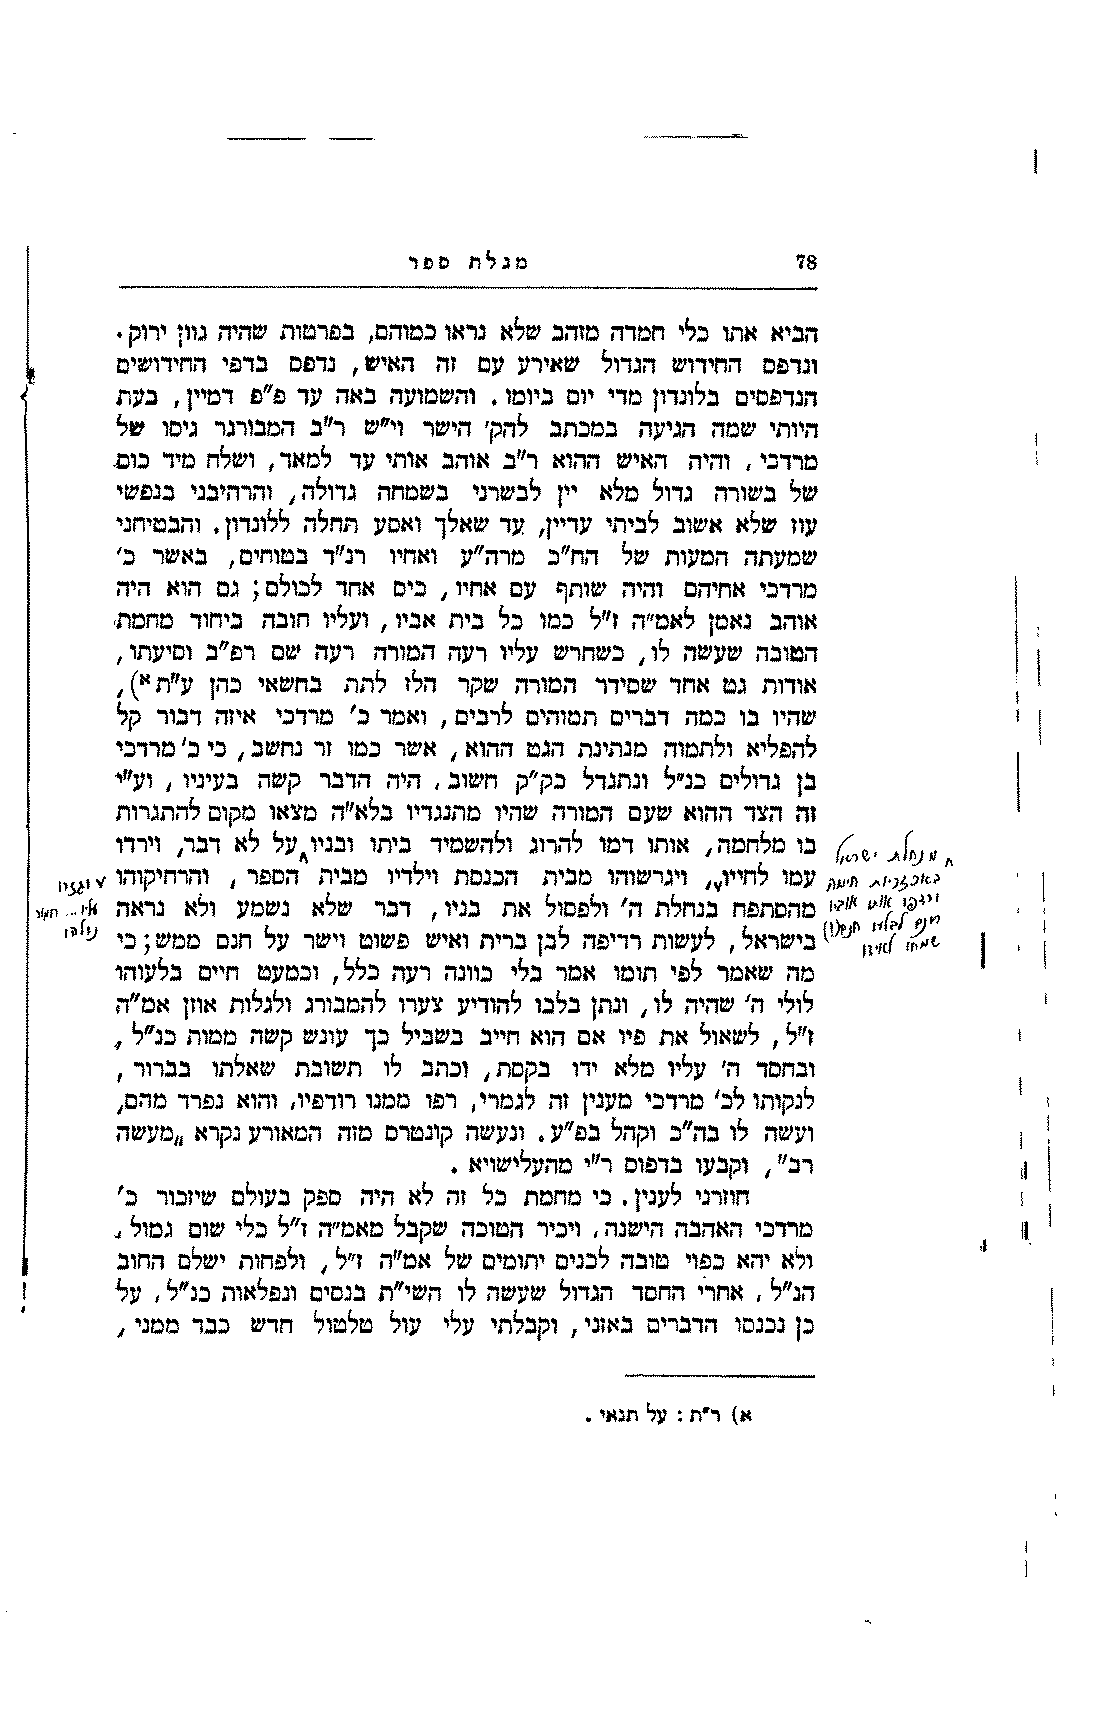 78
מגלת ספר
הביא אתו כלי חמדה מזהב שלא נראו כמוהם, בפרטות שהיה גוון ירוק.
ונדפס החידוש הגדול שאירע עם זה האיש, נדפס בדפי החידושים
הנדפסים בלונדון מדי יום ביומו. והשמועה באה עד פ"פ דמיין, בעת
היותי שמה הגיעה במכתב להק' הישר וי"ש ר"ב המבורגר גיסו של
מרדכי, והיה האיש ההוא ר"ב אוהב אותי עד למאד, ושלח מיד כוס
של בשורה גדול מלא יין לבשרני בשמחה גדולה, והרהיבני בנפשי
עוז שלא אשוב לביתי עדיין, עד שאלך ואסע תחלה ללונדון. והבטיחני
שמעתה המעות של הח"כ מרה"ע ואחיו רנ"ד בטוחים, באשר כ'
מרדכי אחיהם והיה שותף עם אחיו, כיס אחד לכולם; גם הוא היה
אוהב נאמן לאמ"ה ז"ל כמו כל בית אביו, ועליו חובה ביחוד מחמת
הטובה שעשה לו, כשחרש עליו רעה המורה רעה שם רפ"ב וסיעתו,
אודות גט אחד שסידר המורה שקר הלז לתת בחשאי כהן ע"ת א),
שהיו בו כמה דברים תמוהים לרבים, ואמר כ' מרדכי איזה דבור קל
להפליא ולתמוה מנתינת הגט ההוא, אשר כמו זר נחשב, כי כ' מרדכי
בן גדולים כנ"ל ונתגדל בק"ק חשוב, היה הדבר קשה בעיניו, וע"י
זה הצד ההוא שעם המורה שהיו מתנגדיו בלא"ה מצאו מקום להתגרות
בו מלחמה, אותו דמו להרוג ולהשמיד ביתו ובניו על לא דבר, וירדו
עמו לחייו, ויגרשוהו מבית הכנסת וילדיו מבית הספר, והרחיקוהו
מהסתפח בנחלת ה' ולפסול את בניו, דבר שלא נשמע ולא נראה
בישראל, לעשות רדיפה לבן ברית ואיש פשוט וישר על חנם ממש; כי
מה שאמר לפי תומו אמר בלי כוונה רעה כלל, וכמעט חיים בלעוהו
לולי ה' שהיה לו, ונתן בלבו להודיע צערו להמבורג ולגלות אוזן אמ"ה
ז"ל, לשאול את פיו אם הוא חייב בשביל כך עונש קשה ממות כנ"ל,
ובחסד ה' עליו מלא ידו בקסת, וכתב לו תשובת שאלתו בברור,
לנקותו לכ' מרדכי מענין זה לגמרי, רפו ממנו רודפיו, והוא נפרד מהם,
ועשה לו בה"כ וקהל בפ"ע. ונעשה קונטרס מזה המאורע נקרא „מעשה
רב", וקבעו בדפוס ר"י מהעלישויא.
חוזרני לענין. כי מחמת כל זה לא היה ספק בעולם שיזכור כ'
מרדכי האהבה הישנה, ויכיר הטובה שקבל מאמ"ה ז"ל בלי שום גמול,
ולא יהא כפוי טובה לבנים יתומים של אמ"ה ז"ל, ולפחות ישלם החוב
הנ"ל, אחרי החסד הגדול שעשה לו השי"ת בנסים ונפלאות כנ"ל, על
כן נכנסו הדברים באזני, וקבלתי עלי עול טלטול חדש כבד ממני,
א) ר"ת: על תנאי.
מנחלת ישראל
באכזריות חימה